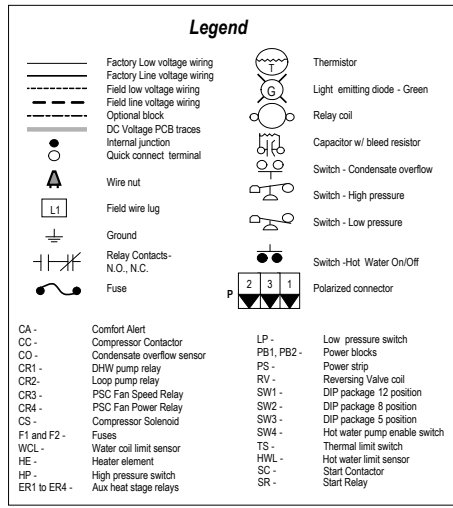 Legend
Factory Low voltage wiring
Factory Line voltage wiring
Field low voltage wiring
Field line voltage wiring
Optional block
DC Voltage PCB traces
Internal junction
Quick connect terminal
Wire nut
L1 Field wire lug
Ground
Relay Contacts-
N.O., N.C.
Fuse
T Thermistor
G Light emitting diode - Green
Relay coil
Capacitor w/ bleed resistor
Switch - Condensate overflow
Switch - High pressure
Switch - Low pressure
Switch -Hot Water On/Off
P 2 3 1 Polarized connector
CA - Comfort Alert
CC - Compressor Contactor
CO - Condensate overflow sensor
CR1 - DHW pump relay
CR2- Loop pump relay
CR3 - PSC Fan Speed Relay
CR4 - PSC Fan Power Relay
CS - Compressor Solenoid
F1 and F2 - Fuses
WCL - Water coil limit sensor
HE - Heater element
HP - High pressure switch
ER1 to ER4 - Aux heat stage relays
LP - Low pressure switch
PB1, PB2 - Power blocks
PS - Power strip
RV - Reversing Valve coil
SW1 - DIP package 12 position
SW2 - DIP package 8 position
SW3 - DIP package 5 position
SW4 - Hot water pump enable switch
TS - Thermal limit switch
HWL - Hot water limit sensor
SC - Start Contactor
SR - Start Relay